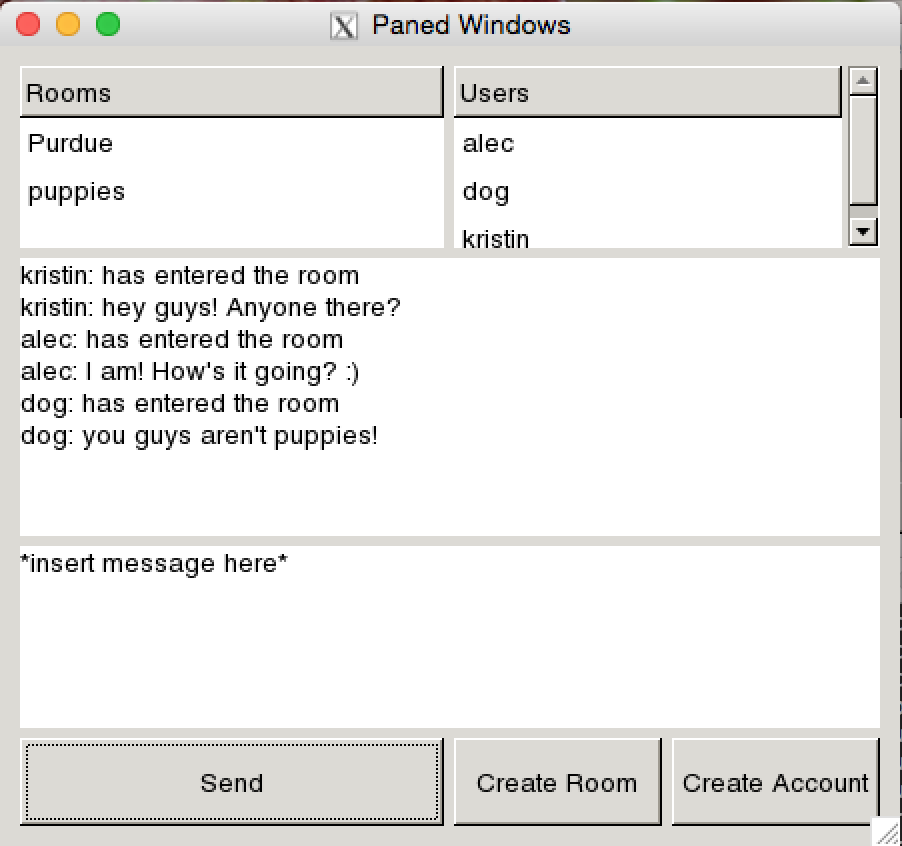 Paned Windows
Rooms
Users
Purdue
alec
puppies
dog
kristin
kristin: has entered the room
kristin: hey guys! Anyone there?
alec: has entered the room
alec: I am! How's it going? :)
dog: has entered the room
dog: you guys aren't puppies!
*insert message here*
Send
Create Room
Create Account